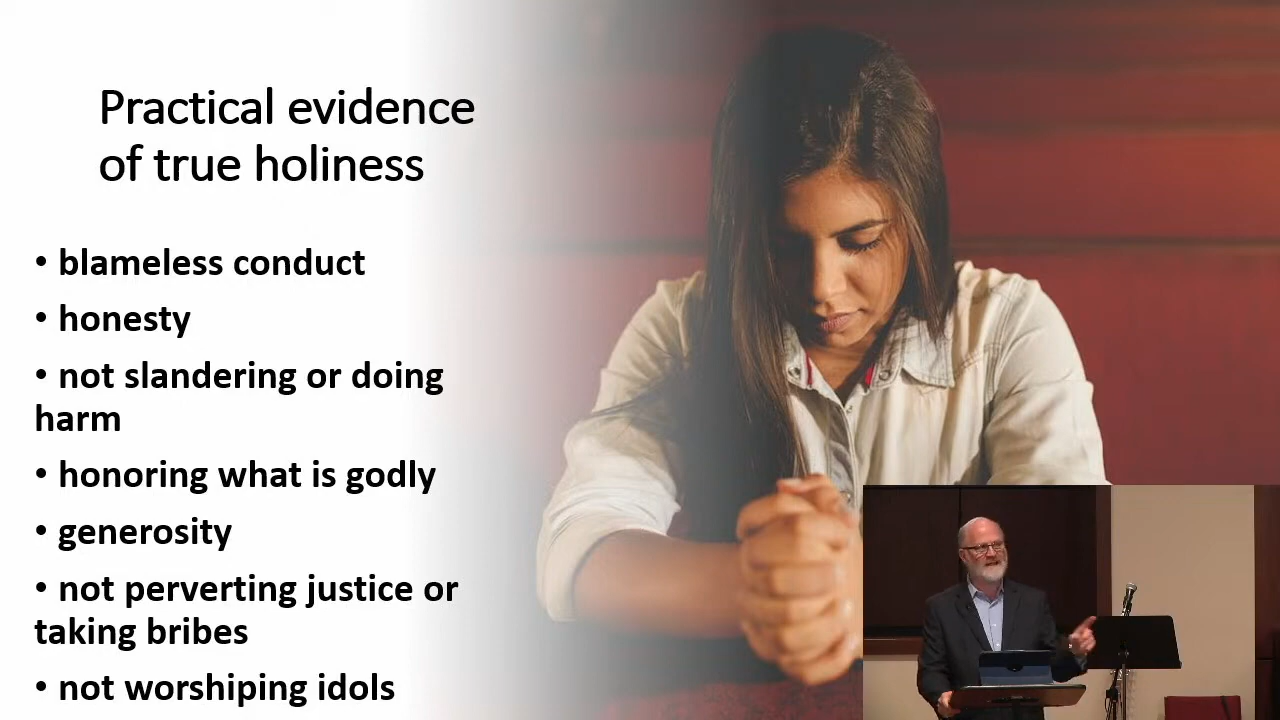 Practical evidence
of true holiness
• blameless conduct
• honesty
• not slandering or doing
harm
• honoring what is godly
• generosity
• not perverting justice or
taking bribes
• not worshiping idols